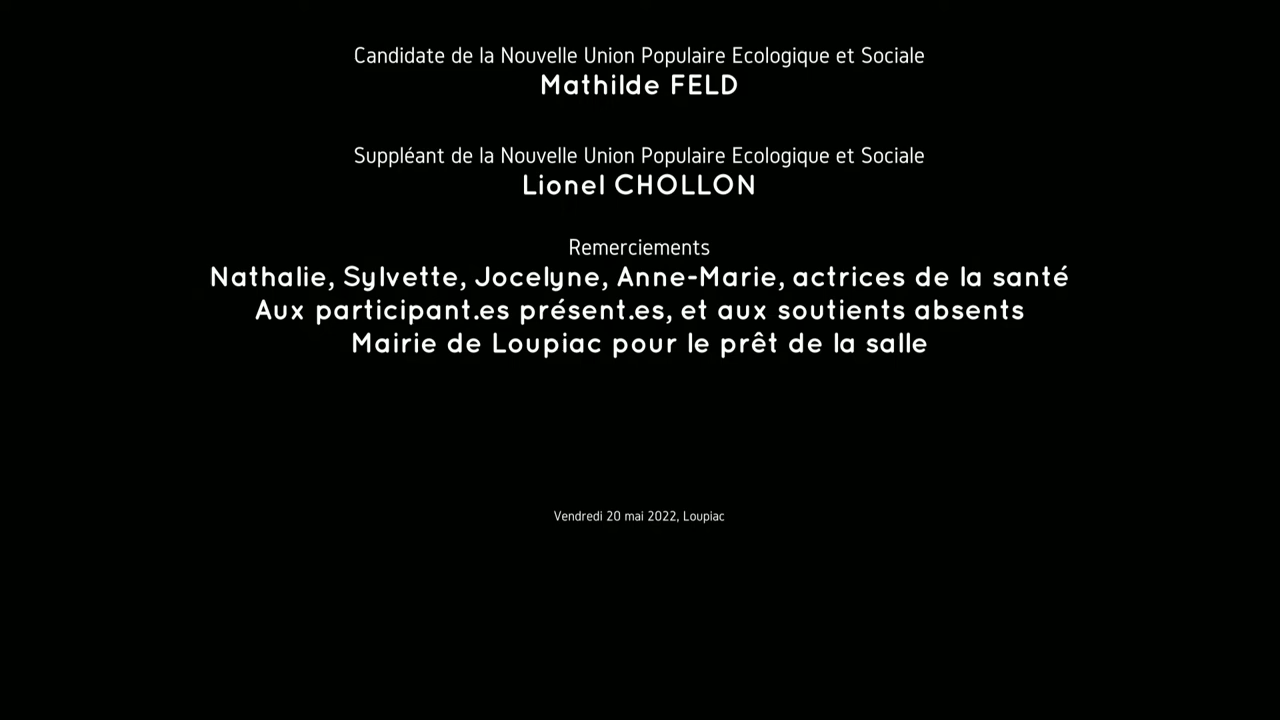 Candidate de la Nouvelle Union Populaire Ecologique et Sociale
Mathilde FELD
Suppléant de la Nouvelle Union Populaire Ecologique et Sociale
Lionel CHOLLON
Remerciements
Nathalie, Sylvette, Jocelyne, Anne-Marie, actrices de la santé
Aux participant.es présent.es, et aux soutients absents
Mairie de Loupiac pour le prêt de la salle
Vendredi 20 mai 2022, Loupiac